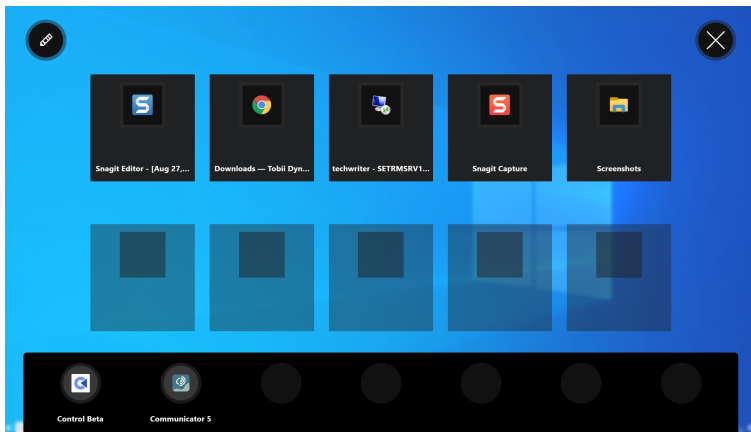 Snagit Editor - [Aug 27,...
Downloads — Tobii Dyn...
techwriter - SETRMSRV1...
Snagit Capture
Screenshots
Control Beta
Communicator 5